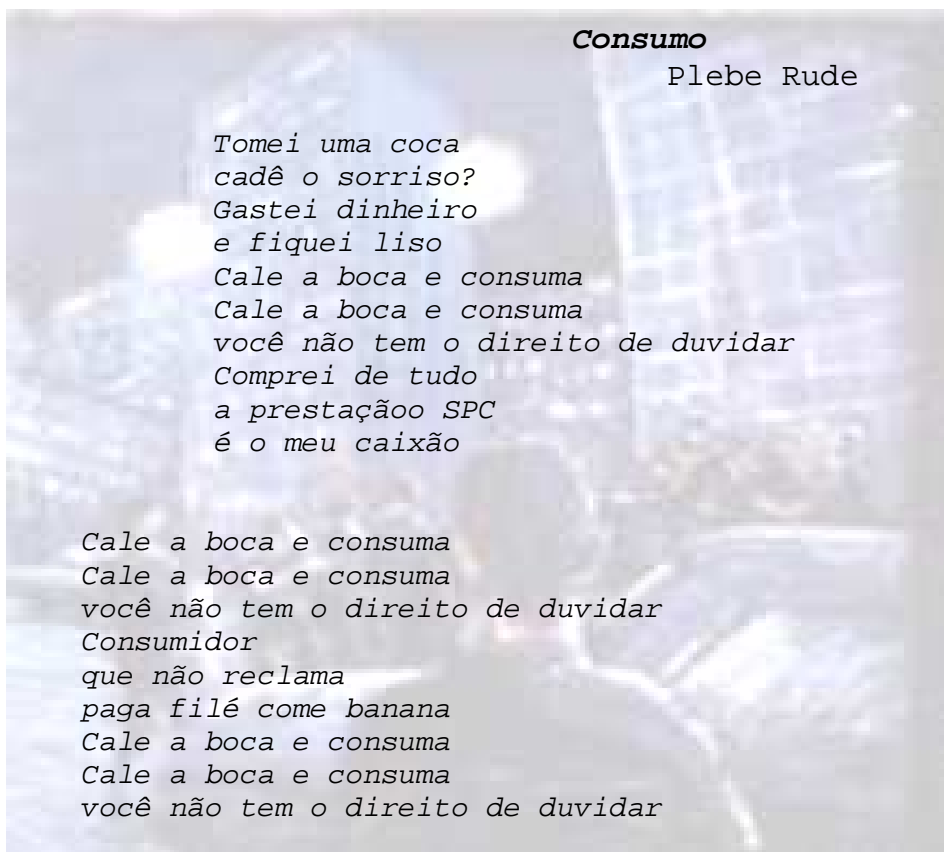 Consumo
Plebe Rude
Tomei uma coca
cadê o sorriso?
Gastei dinheiro
e fiquei liso
Cale a boca e consuma
Cale a boca e consuma
você não tem o direito de duvidar
Comprei de tudo
a prestaçãoo SPC
é o meu caixão
Cale a boca e consuma
Cale a boca e consuma
você não tem o direito de duvidar
Consumidor
que não reclama
paga filé come banana
Cale a boca e consuma
Cale a boca e consuma
você não tem o direito de duvidar